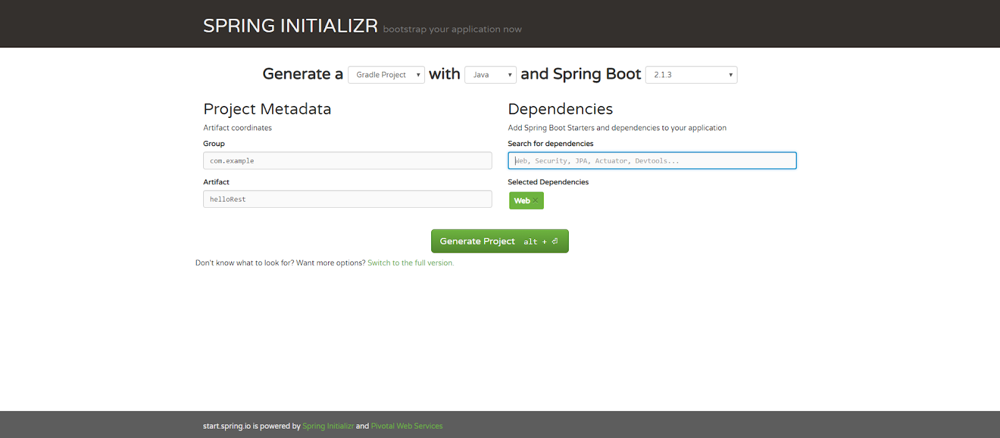 SPRING INITIALIZR bootstrap your application now
Generate a Gradle Project with Java and Spring Boot 2.1.3
Project Metadata
Artifact coordinates
Group
com.example
Artifact
helloRest
Dependencies
Add Spring Boot Starters and dependencies to your application
Search for dependencies
Web, Security, JPA, Actuator, Devtools...
Selected Dependencies
Web ×
Generate Project alt + ⏎
Don't know what to look for? Want more options? Switch to the full version.
start.spring.io is powered by Spring Initializr and Pivotal Web Services